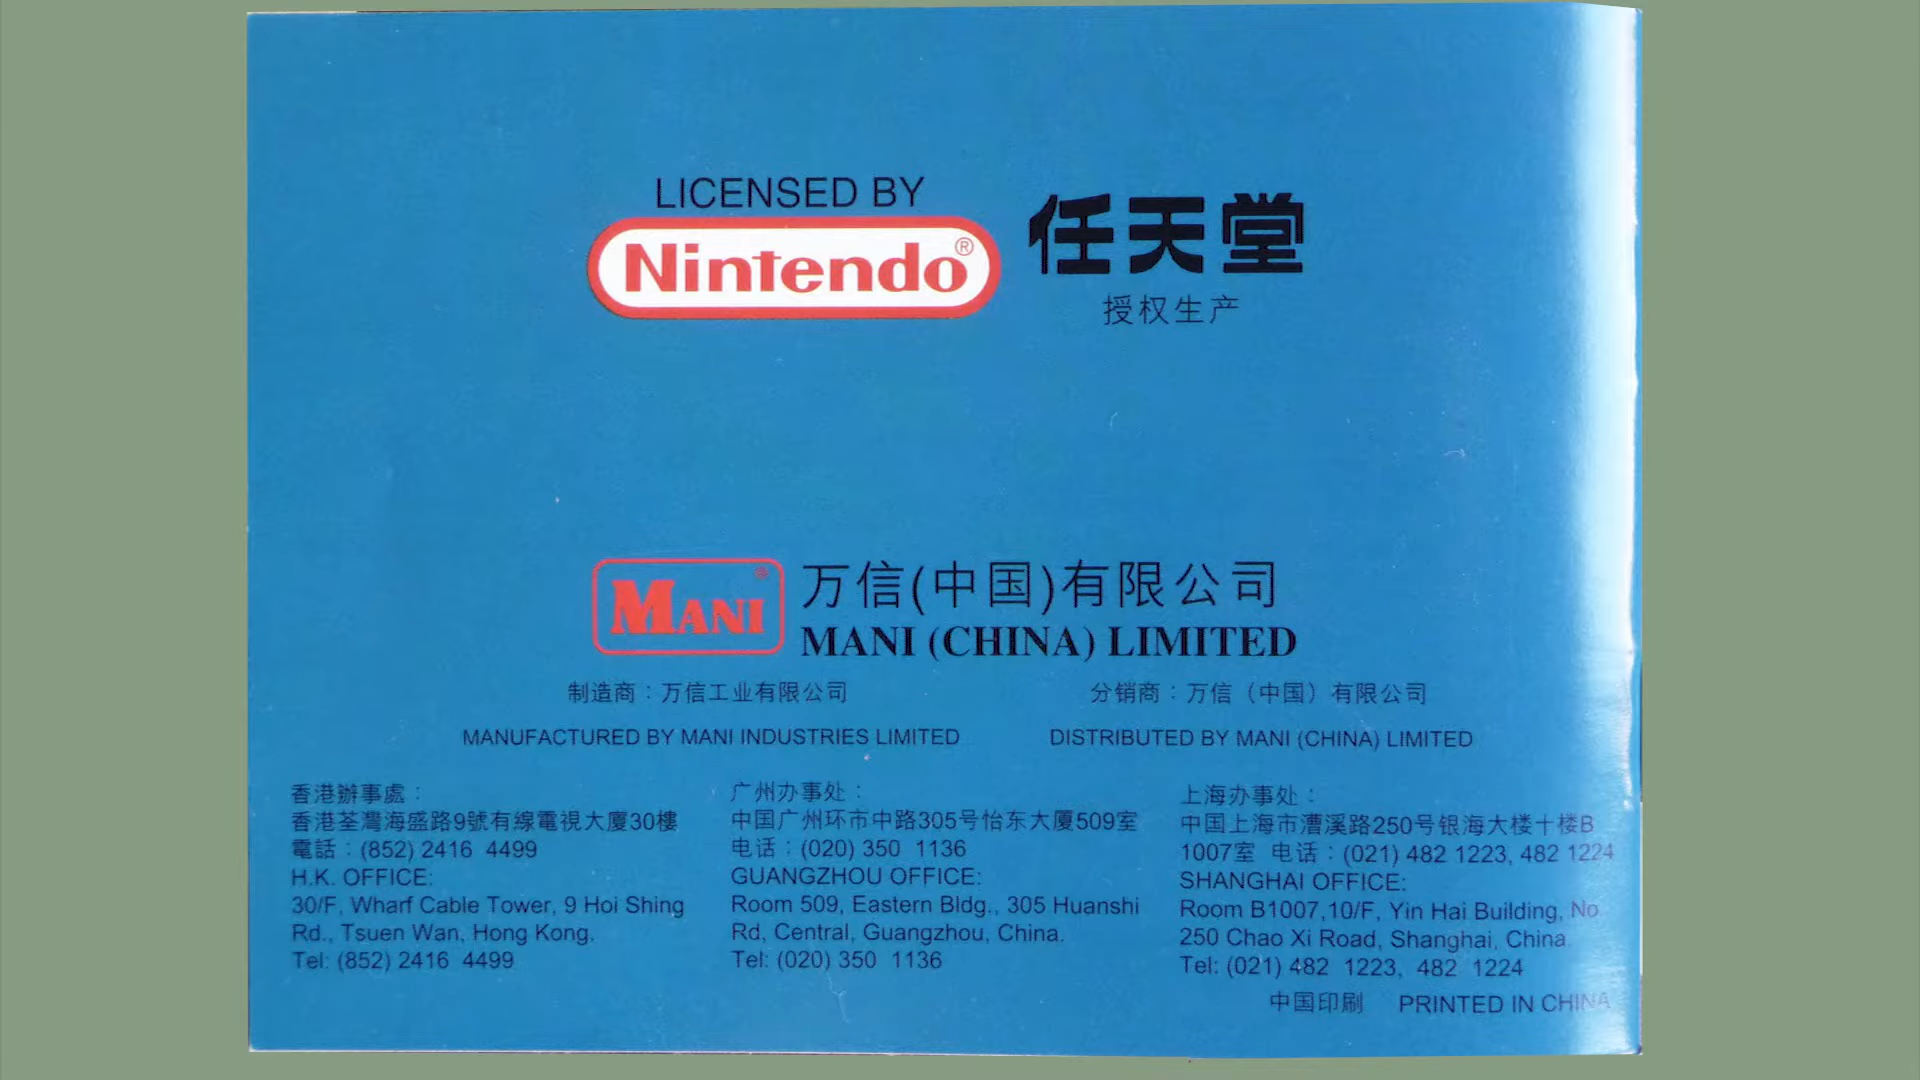 LICENSED BY
Nintendo®
任天堂
授权生产
MANI®
万信(中国)有限公司
MANI (CHINA) LIMITED
制造商：万信工业有限公司
分销商：万信（中国）有限公司
MANUFACTURED BY MANI INDUSTRIES LIMITED
DISTRIBUTED BY MANI (CHINA) LIMITED
香港辦事處：
香港荃灣海盛路9號有線電視大廈30樓
電話：(852) 2416 4499
H.K. OFFICE:
30/F, Wharf Cable Tower, 9 Hoi Shing
Rd., Tsuen Wan, Hong Kong.
Tel: (852) 2416 4499
广州办事处：
中国广州环市中路305号怡东大厦509室
电话：(020) 350 1136
GUANGZHOU OFFICE:
Room 509, Eastern Bldg., 305 Huanshi
Rd, Central, Guangzhou, China.
Tel: (020) 350 1136
上海办事处：
中国上海市漕溪路250号银海大楼十楼B
1007室 电话：(021) 482 1223, 482 1224
SHANGHAI OFFICE:
Room B1007,10/F, Yin Hai Building, No
250 Chao Xi Road, Shanghai, China.
Tel: (021) 482 1223, 482 1224
中国印刷 PRINTED IN CHINA